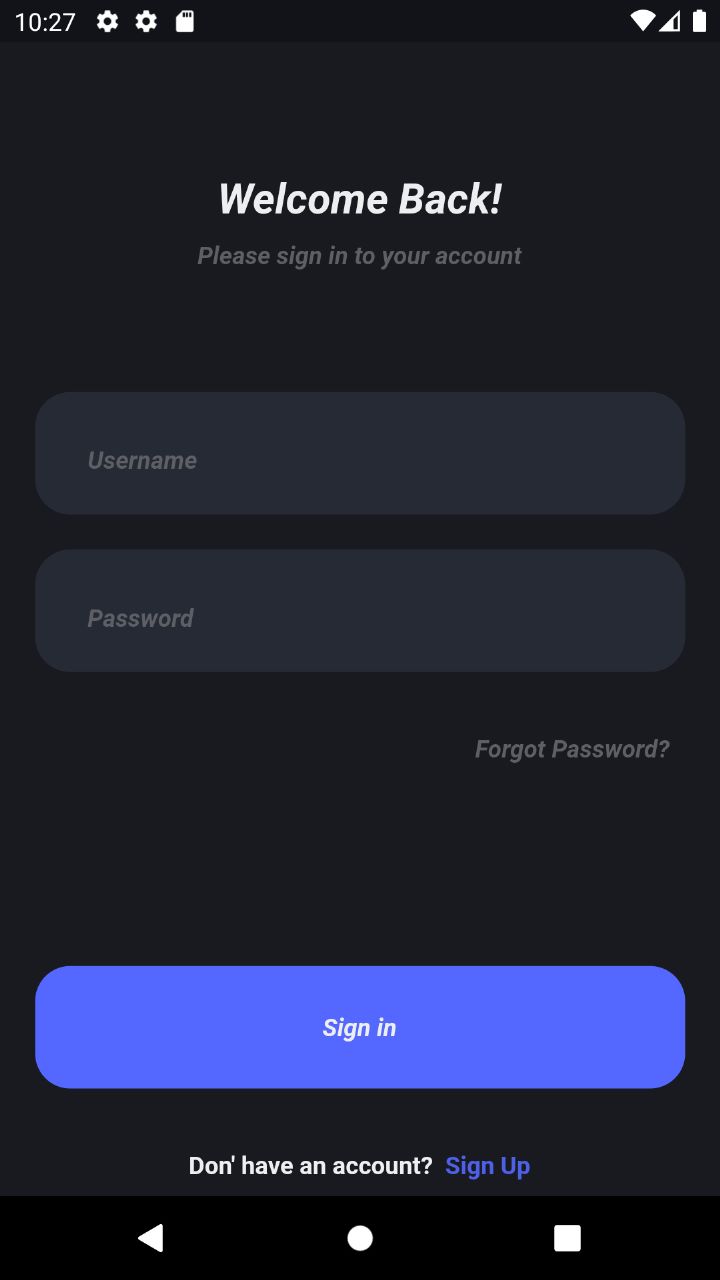 10:27
Welcome Back!
Please sign in to your account
Username
Password
Forgot Password?
Sign in
Don' have an account? Sign Up